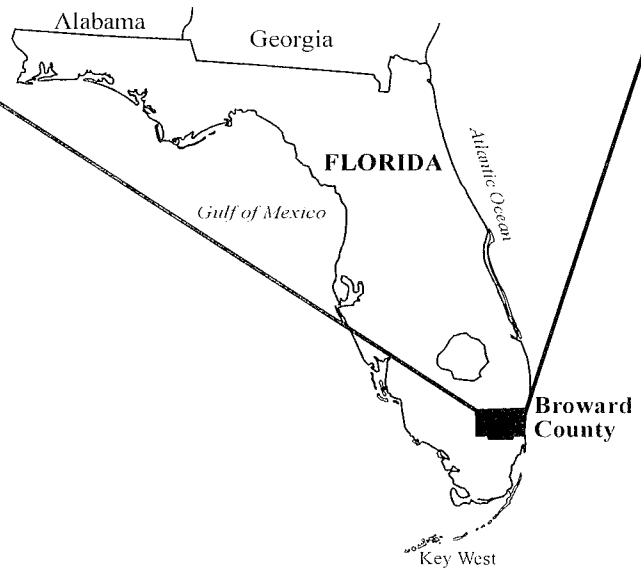 Alabama
Georgia
FLORIDA
Atlantic Ocean
Gulf of Mexico
Broward
County
Key West